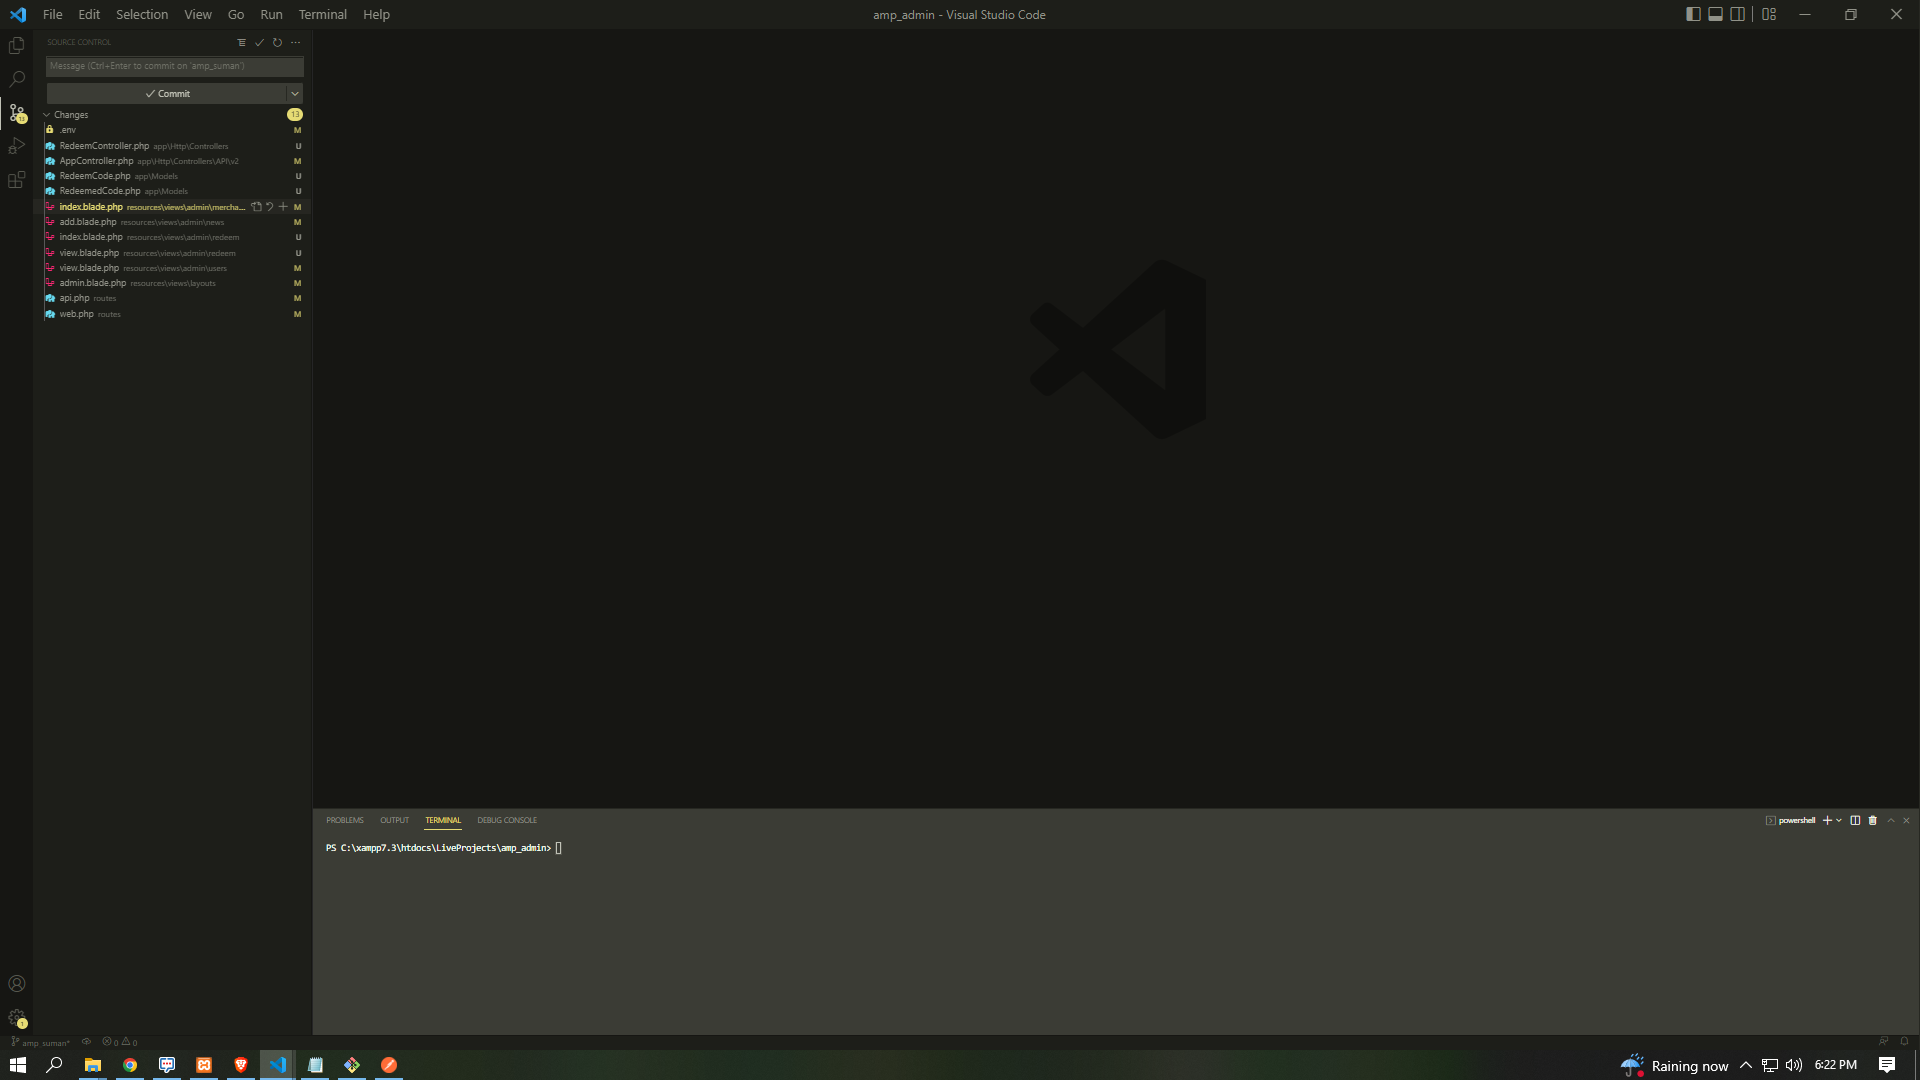 File Edit Selection View Go Run Terminal Help
amp_admin - Visual Studio Code
SOURCE CONTROL
Message (Ctrl+Enter to commit on 'amp_suman')
Commit
Changes 13
.env M
RedeemController.php app\Http\Controllers U
AppController.php app\Http\Controllers\API\v2 M
RedeemCode.php app\Models U
RedeemedCode.php app\Models U
index.blade.php resources\views\admin\mercha... M
add.blade.php resources\views\admin\news M
index.blade.php resources\views\admin\redeem U
view.blade.php resources\views\admin\redeem U
view.blade.php resources\views\admin\users M
admin.blade.php resources\views\layouts M
api.php routes M
web.php routes M
13
PROBLEMS OUTPUT TERMINAL DEBUG CONSOLE
powershell
PS C:\xampp7.3\htdocs\LiveProjects\amp_admin>
1
amp_suman* 0 0
Raining now 6:22 PM